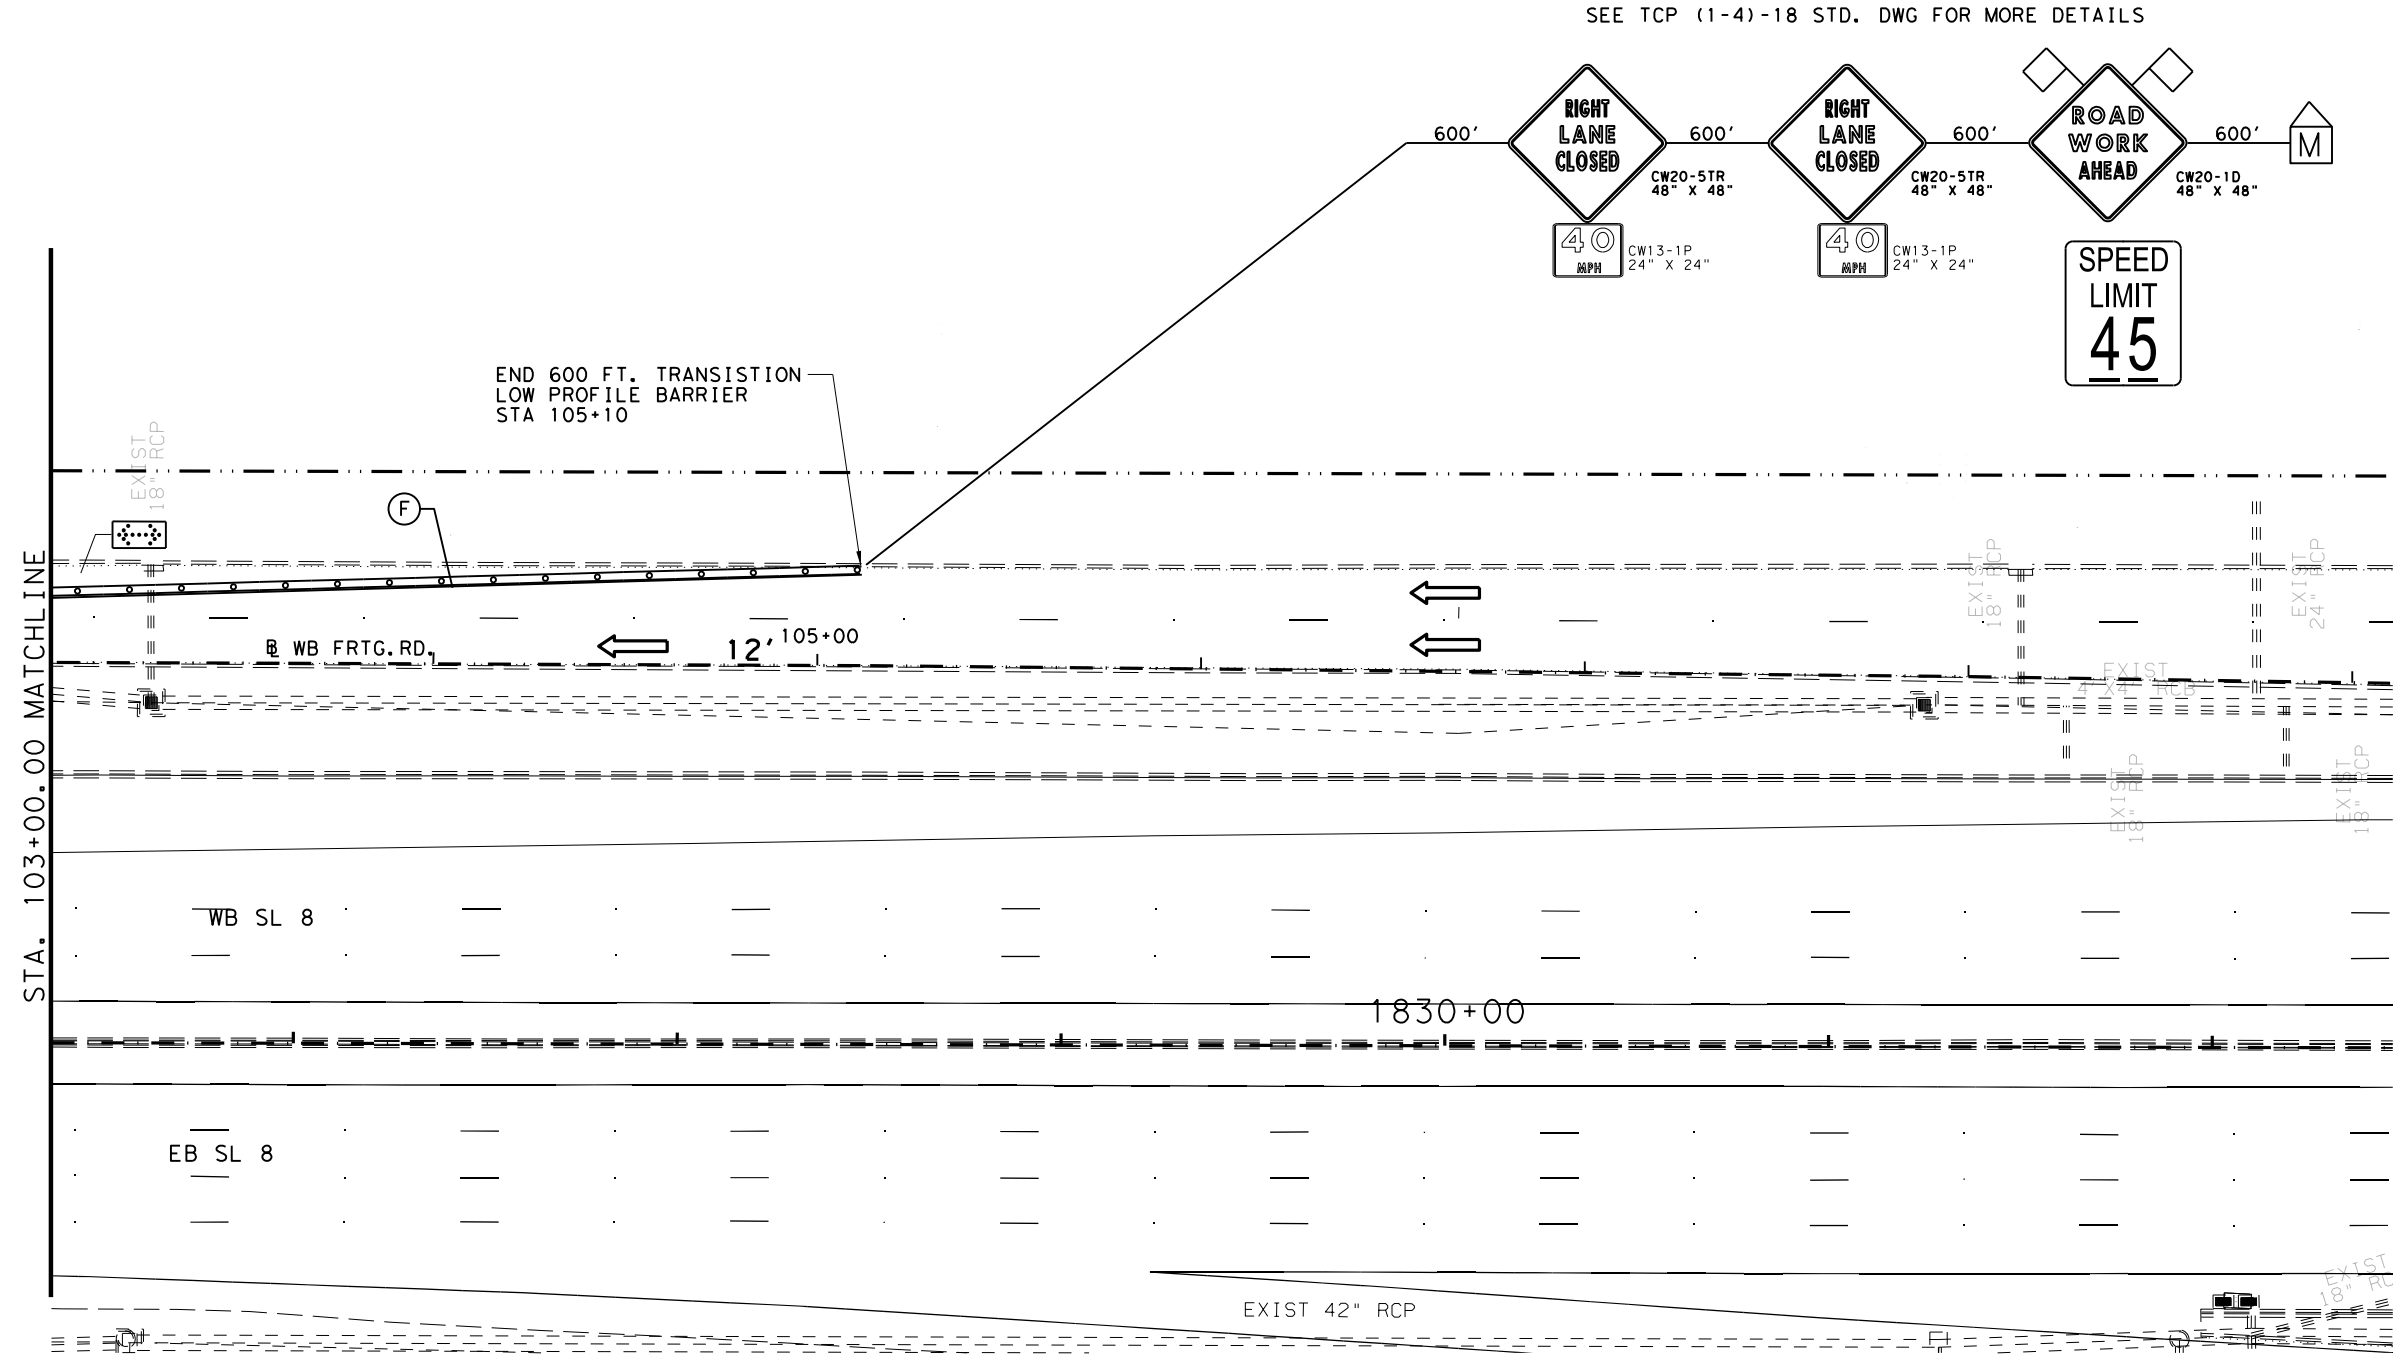 SEE TCP (1-4)-18 STD. DWG FOR MORE DETAILS
600'
RIGHT
LANE
CLOSED
CW20-5TR
48" X 48"
40
MPH
CW13-1P
24" X 24"
600'
RIGHT
LANE
CLOSED
CW20-5TR
48" X 48"
40
MPH
CW13-1P
24" X 24"
600'
ROAD
WORK
AHEAD
CW20-1D
48" X 48"
600'
M
SPEED
LIMIT
45
END 600 FT. TRANSISTION
LOW PROFILE BARRIER
STA 105+10
EXIST
18" RCP
F
STA. 103+00.00 MATCHLINE
BL WB FRTG.RD.
12'
105+00
EXIST
18" RCP
EXIST
24" RCP
EXIST
4' X4' RCB
EXIST
18" RCP
EXIST
18" RCP
WB SL 8
1830+00
EB SL 8
EXIST 42" RCP
EXIST
18"